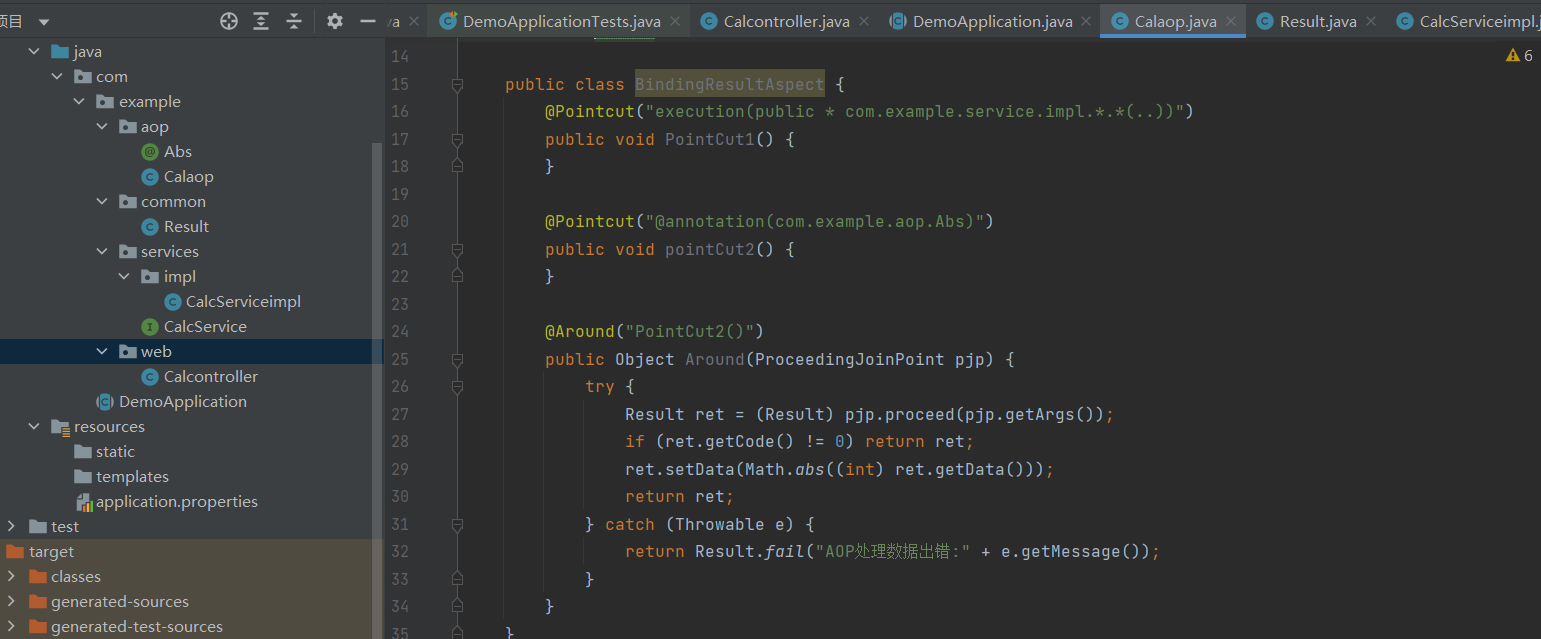 项目
va
DemoApplicationTests.java
Calcontroller.java
DemoApplication.java
Calaop.java
Result.java
CalcServiceimpl.j
java
com
example
aop
Abs
Calaop
common
Result
services
impl
CalcServiceimpl
CalcService
web
Calcontroller
DemoApplication
resources
static
templates
application.properties
test
target
classes
generated-sources
generated-test-sources
6
14
15 public class BindingResultAspect {
16 @Pointcut("execution(public * com.example.service.impl.*.*(..))")
17 public void PointCut1() {
18 }
19
20 @Pointcut("@annotation(com.example.aop.Abs)")
21 public void pointCut2() {
22 }
23
24 @Around("PointCut2()")
25 public Object Around(ProceedingJoinPoint pjp) {
26 try {
27 Result ret = (Result) pjp.proceed(pjp.getArgs());
28 if (ret.getCode() != 0) return ret;
29 ret.setData(Math.abs((int) ret.getData()));
30 return ret;
31 } catch (Throwable e) {
32 return Result.fail("AOP处理数据出错:" + e.getMessage());
33 }
34 }
35 }